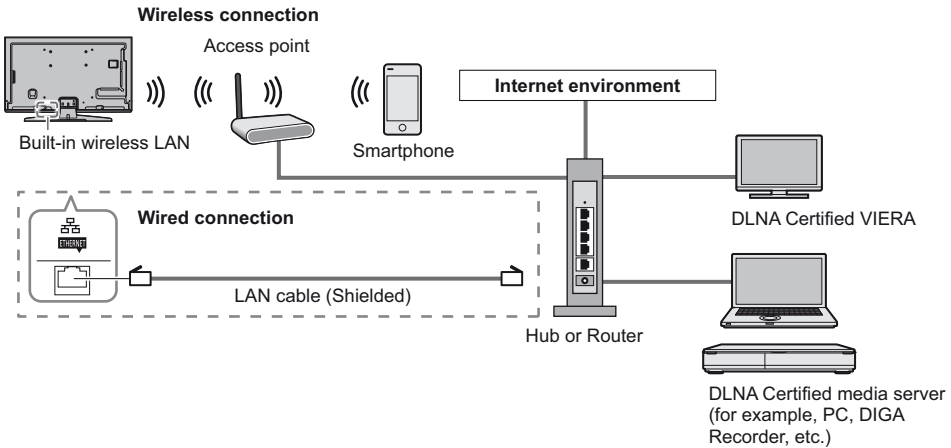 Wireless connection
Access point
Internet environment
Built-in wireless LAN
Smartphone
DLNA Certified VIERA
Wired connection
ETHERNET
LAN cable (Shielded)
Hub or Router
DLNA Certified media server
(for example, PC, DIGA
Recorder, etc.)